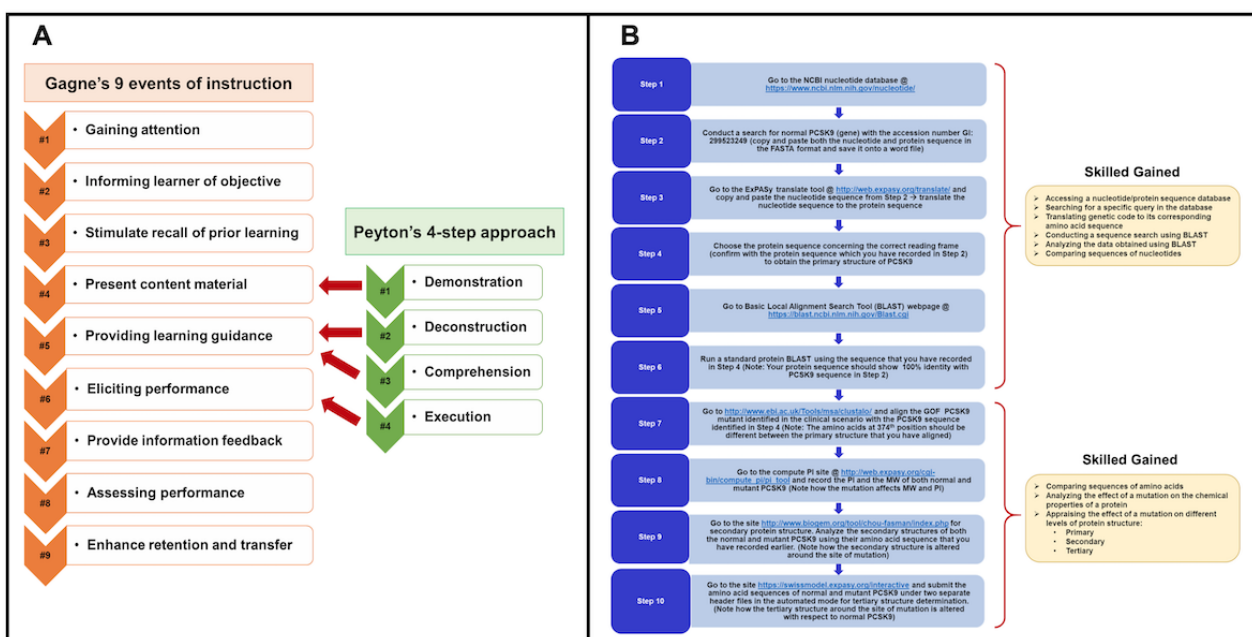 A
Gagne's 9 events of instruction
#1
• Gaining attention
#2
• Informing learner of objective
#3
• Stimulate recall of prior learning
#4
• Present content material
#5
• Providing learning guidance
#6
• Eliciting performance
#7
• Provide information feedback
#8
• Assessing performance
#9
• Enhance retention and transfer
Peyton's 4-step approach
#1
• Demonstration
#2
• Deconstruction
#3
• Comprehension
#4
• Execution
B
Step 1
Go to the NCBI nucleotide database @
https://www.ncbi.nlm.nih.gov/nucleotide/
Step 2
Conduct a search for normal PCSK9 (gene) with the accession number GI:
299523249 (copy and paste both the nucleotide and protein sequence in
the FASTA format and save it onto a word file)
Step 3
Go to the ExPASy translate tool @ http://web.expasy.org/translate/ and
copy and paste the nucleotide sequence from Step 2 → translate the
nucleotide sequence to the protein sequence
Step 4
Choose the protein sequence concerning the correct reading frame
(confirm with the protein sequence which you have recorded in Step 2)
to obtain the primary structure of PCSK9
Step 5
Go to Basic Local Alignment Search Tool (BLAST) webpage @
https://blast.ncbi.nlm.nih.gov/Blast.cgi
Step 6
Run a standard protein BLAST using the sequence that you have recorded
in Step 4 (Note: Your protein sequence should show 100% identity with
PCSK9 sequence in Step 2)
Step 7
Go to http://www.ebi.ac.uk/Tools/msa/clustalo/ and align the GOF PCSK9
mutant identified in the clinical scenario with the PCSK9 sequence
identified in Step 4 (Note: The amino acids at 374th position should be
different between the primary structure that you have aligned)
Step 8
Go to the compute PI site @ http://web.expasy.org/cgi-
bin/compute_pi/pi_tool and record the PI and the MW of both normal and
mutant PCSK9 (Note how the mutation affects MW and PI)
Step 9
Go to the site http://www.biogem.org/tool/chou-fasman/index.php for
secondary protein structure. Analyze the secondary structures of both
the normal and mutant PCSK9 using their amino acid sequence that you
have recorded earlier. (Note how the secondary structure is altered
around the site of mutation)
Step 10
Go to the site https://swissmodel.expasy.org/interactive and submit the
amino acid sequences of normal and mutant PCSK9 under two separate
header files in the automated mode for tertiary structure determination.
(Note how the tertiary structure around the site of mutation is altered
with respect to normal PCSK9)
Skilled Gained
➤ Accessing a nucleotide/protein sequence database
➤ Searching for a specific query in the database
➤ Translating genetic code to its corresponding
amino acid sequence
➤ Conducting a sequence search using BLAST
➤ Analyzing the data obtained using BLAST
➤ Comparing sequences of nucleotides
Skilled Gained
➤ Comparing sequences of amino acids
➤ Analyzing the effect of a mutation on the chemical
properties of a protein
➤ Appraising the effect of a mutation on different
levels of protein structure:
• Primary
• Secondary
• Tertiary